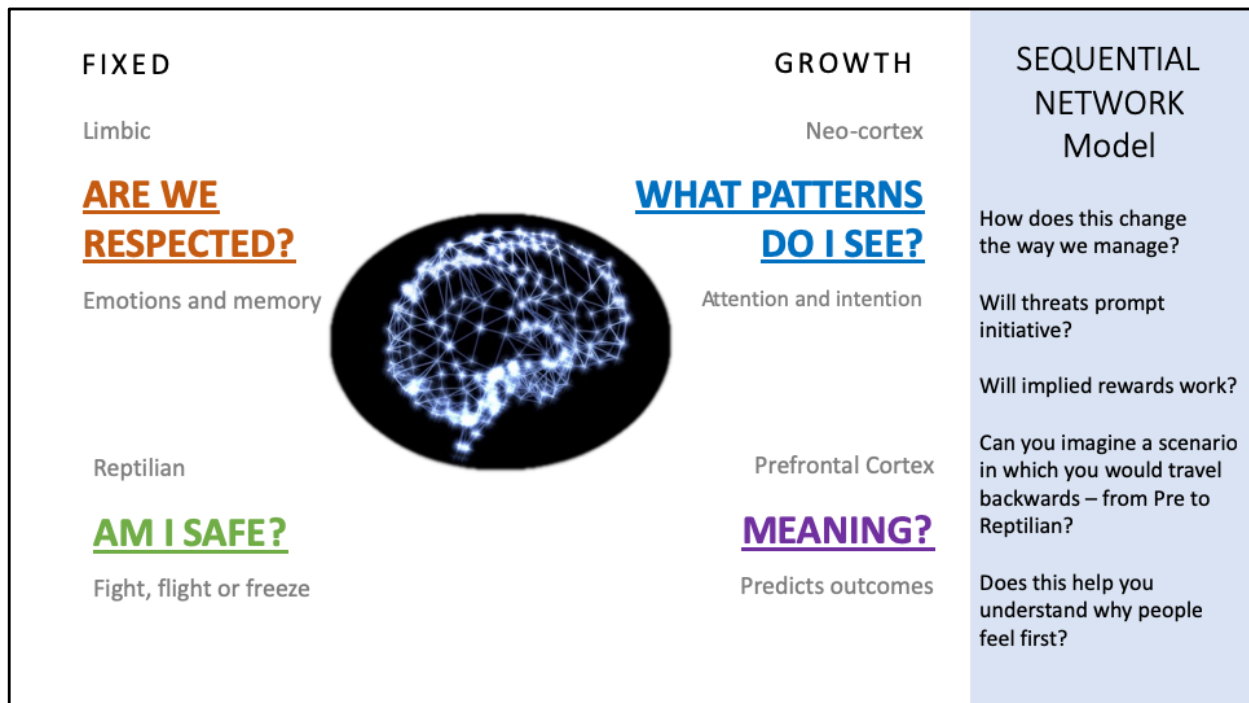 FIXED
Limbic
ARE WE
RESPECTED?
Emotions and memory
Reptilian
AM I SAFE?
Fight, flight or freeze
GROWTH
Neo-cortex
WHAT PATTERNS
DO I SEE?
Attention and intention
Prefrontal Cortex
MEANING?
Predicts outcomes
SEQUENTIAL
NETWORK
Model
How does this change
the way we manage?
Will threats prompt
initiative?
Will implied rewards work?
Can you imagine a scenario
in which you would travel
backwards – from Pre to
Reptilian?
Does this help you
understand why people
feel first?